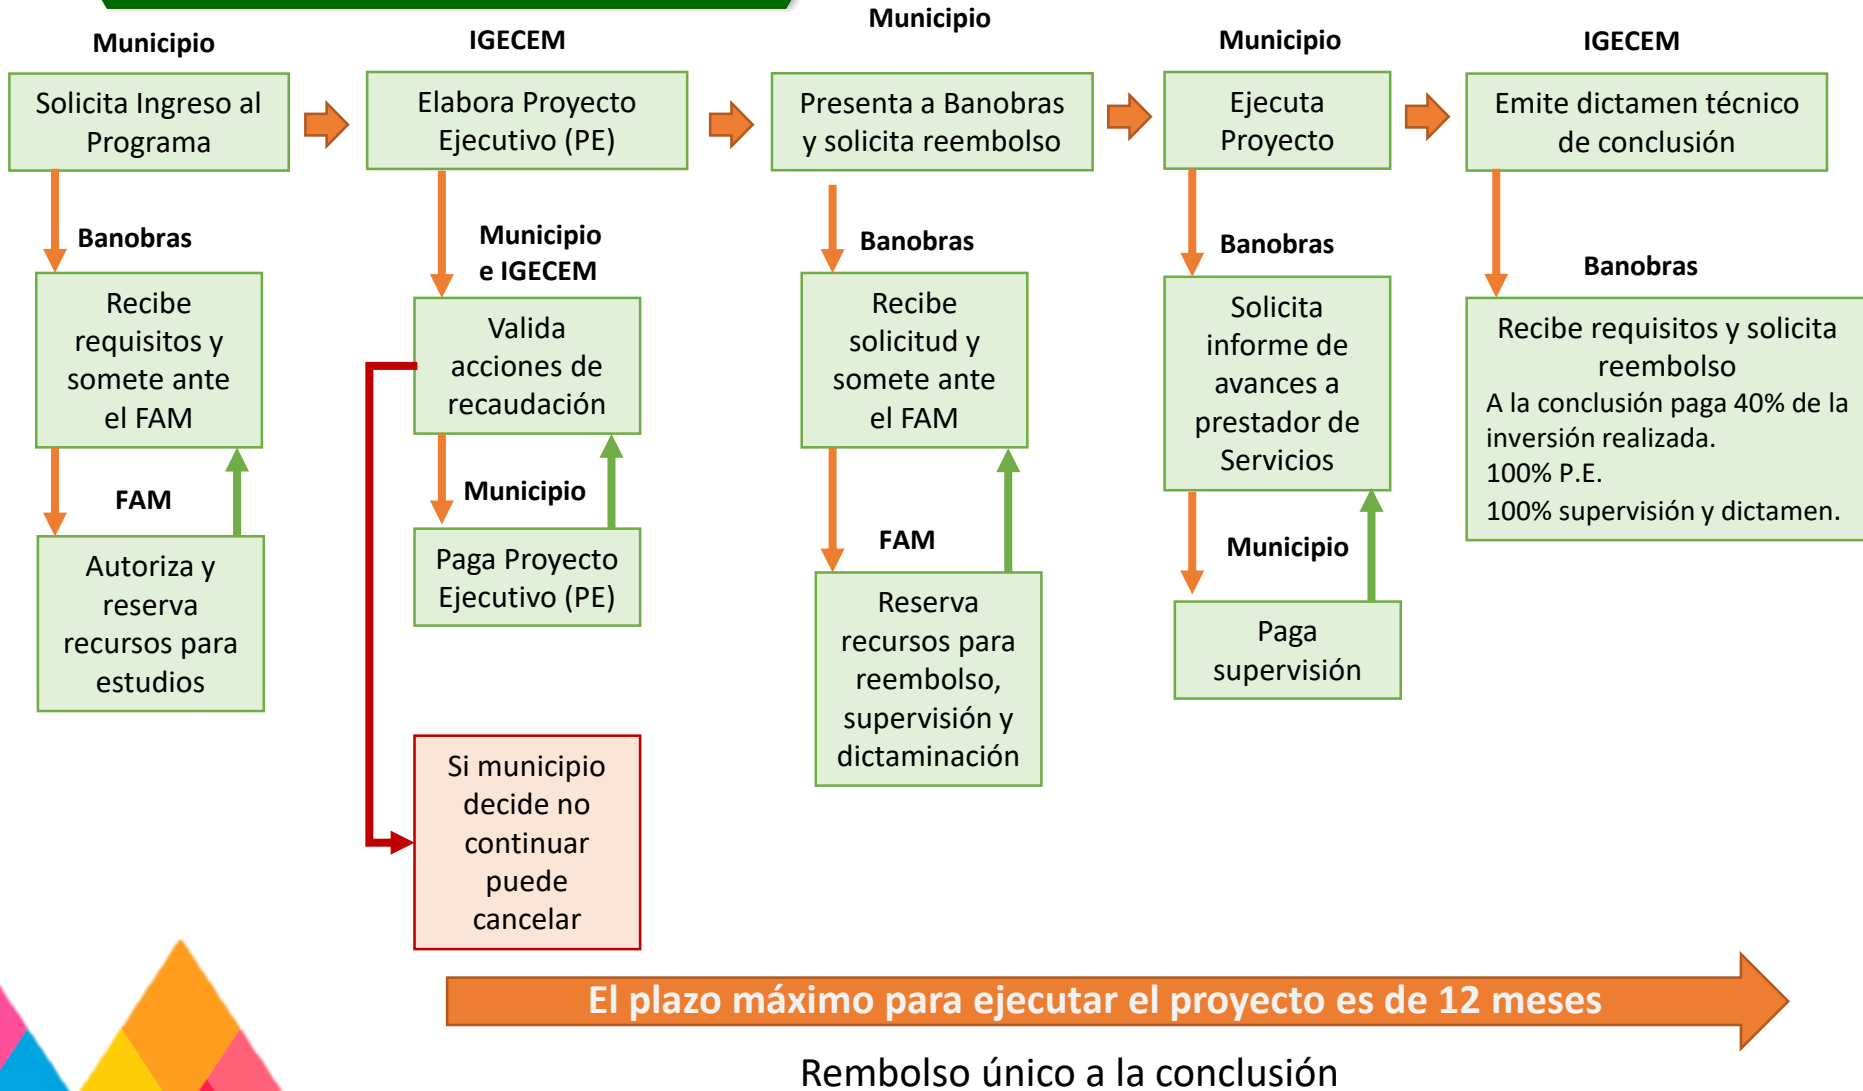 Municipio
Solicita Ingreso al
Programa
Banobras
Recibe
requisitos y
somete ante
el FAM
FAM
Autoriza y
reserva
recursos para
estudios
IGECEM
Elabora Proyecto
Ejecutivo (PE)
Municipio
e IGECEM
Valida
acciones de
recaudación
Municipio
Paga Proyecto
Ejecutivo (PE)
Si municipio
decide no
continuar
puede
cancelar
Municipio
Presenta a Banobras
y solicita reembolso
Banobras
Recibe
solicitud y
somete ante
el FAM
FAM
Reserva
recursos para
reembolso,
supervisión y
dictaminación
Municipio
Ejecuta
Proyecto
Banobras
Solicita
informe de
avances a
prestador de
Servicios
Municipio
Paga
supervisión
IGECEM
Emite dictamen técnico
de conclusión
Banobras
Recibe requisitos y solicita
reembolso
A la conclusión paga 40% de la
inversión realizada.
100% P.E.
100% supervisión y dictamen.
El plazo máximo para ejecutar el proyecto es de 12 meses
Rembolso único a la conclusión